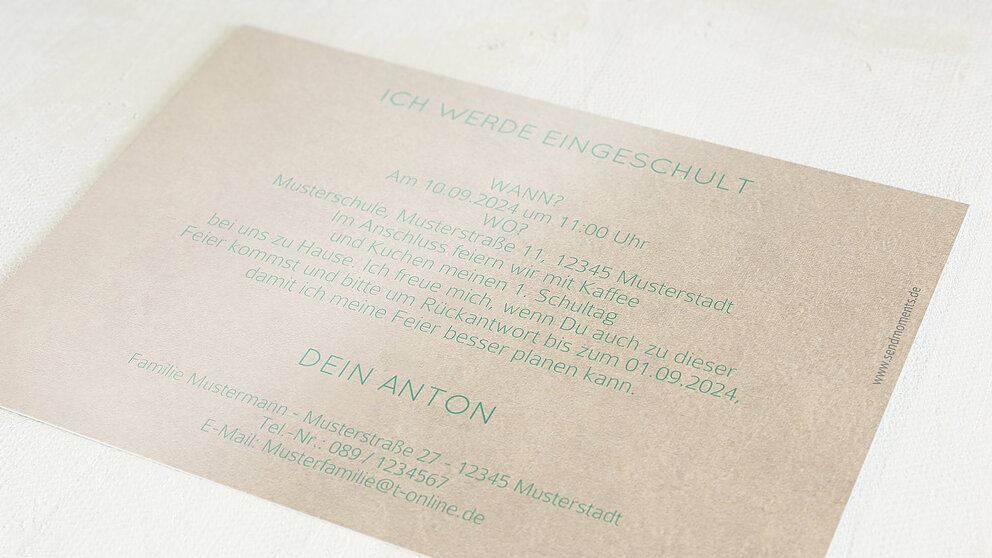 ICH WERDE EINGESCHULT
WANN?
Am 10.09.2024 um 11:00 Uhr
WO?
Musterschule, Musterstraße 11, 12345 Musterstadt
Im Anschluss feiern wir mit Kaffee
und Kuchen meinen 1. Schultag
bei uns zu Hause. Ich freue mich, wenn Du auch zu dieser
Feier kommst und bitte um Rückantwort bis zum 01.09.2024,
damit ich meine Feier besser planen kann.
DEIN ANTON
Familie Mustermann - Musterstraße 27 - 12345 Musterstadt
Tel.-Nr.: 089 / 1234567
E-Mail: Musterfamilie@t-online.de
www.sendmoments.de